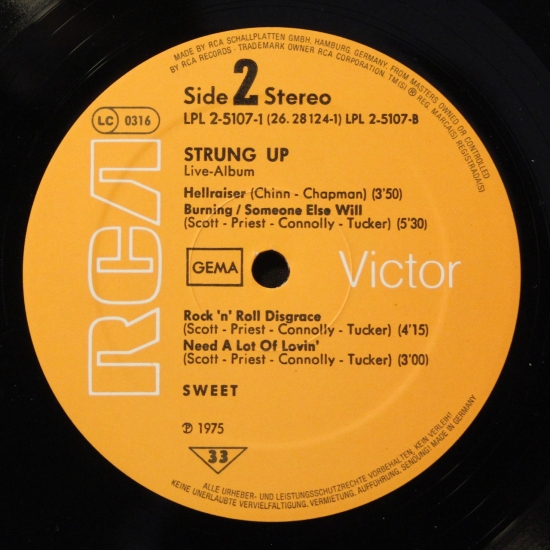 MADE BY RCA SCHALLPLATTEN GMBH, HAMBURG, GERMANY, FROM MASTERS OWNED OR CONTROLLED
BY RCA RECORDS · TRADEMARK OWNER RCA CORPORATION. TM(S) ® REG. MARCA(S) REGISTRADA(S)
Side 2 Stereo
LPL 2-5107-1 (26.28124-1) LPL 2-5107-B
LC 0316
STRUNG UP
Live-Album
Hellraiser (Chinn - Chapman) (3'50)
Burning / Someone Else Will
(Scott - Priest - Connolly - Tucker) (5'30)
RCA
GEMA
Victor
Rock 'n' Roll Disgrace
(Scott - Priest - Connolly - Tucker) (4'15)
Need A Lot Of Lovin'
(Scott - Priest - Connolly - Tucker) (3'00)
SWEET
℗ 1975
33
ALLE URHEBER- UND LEISTUNGSSCHUTZRECHTE VORBEHALTEN, KEIN VERLEIH!
KEINE UNERLAUBTE VERVIELFÄLTIGUNG, VERMIETUNG, AUFFÜHRUNG, SENDUNG! MADE IN GERMANY